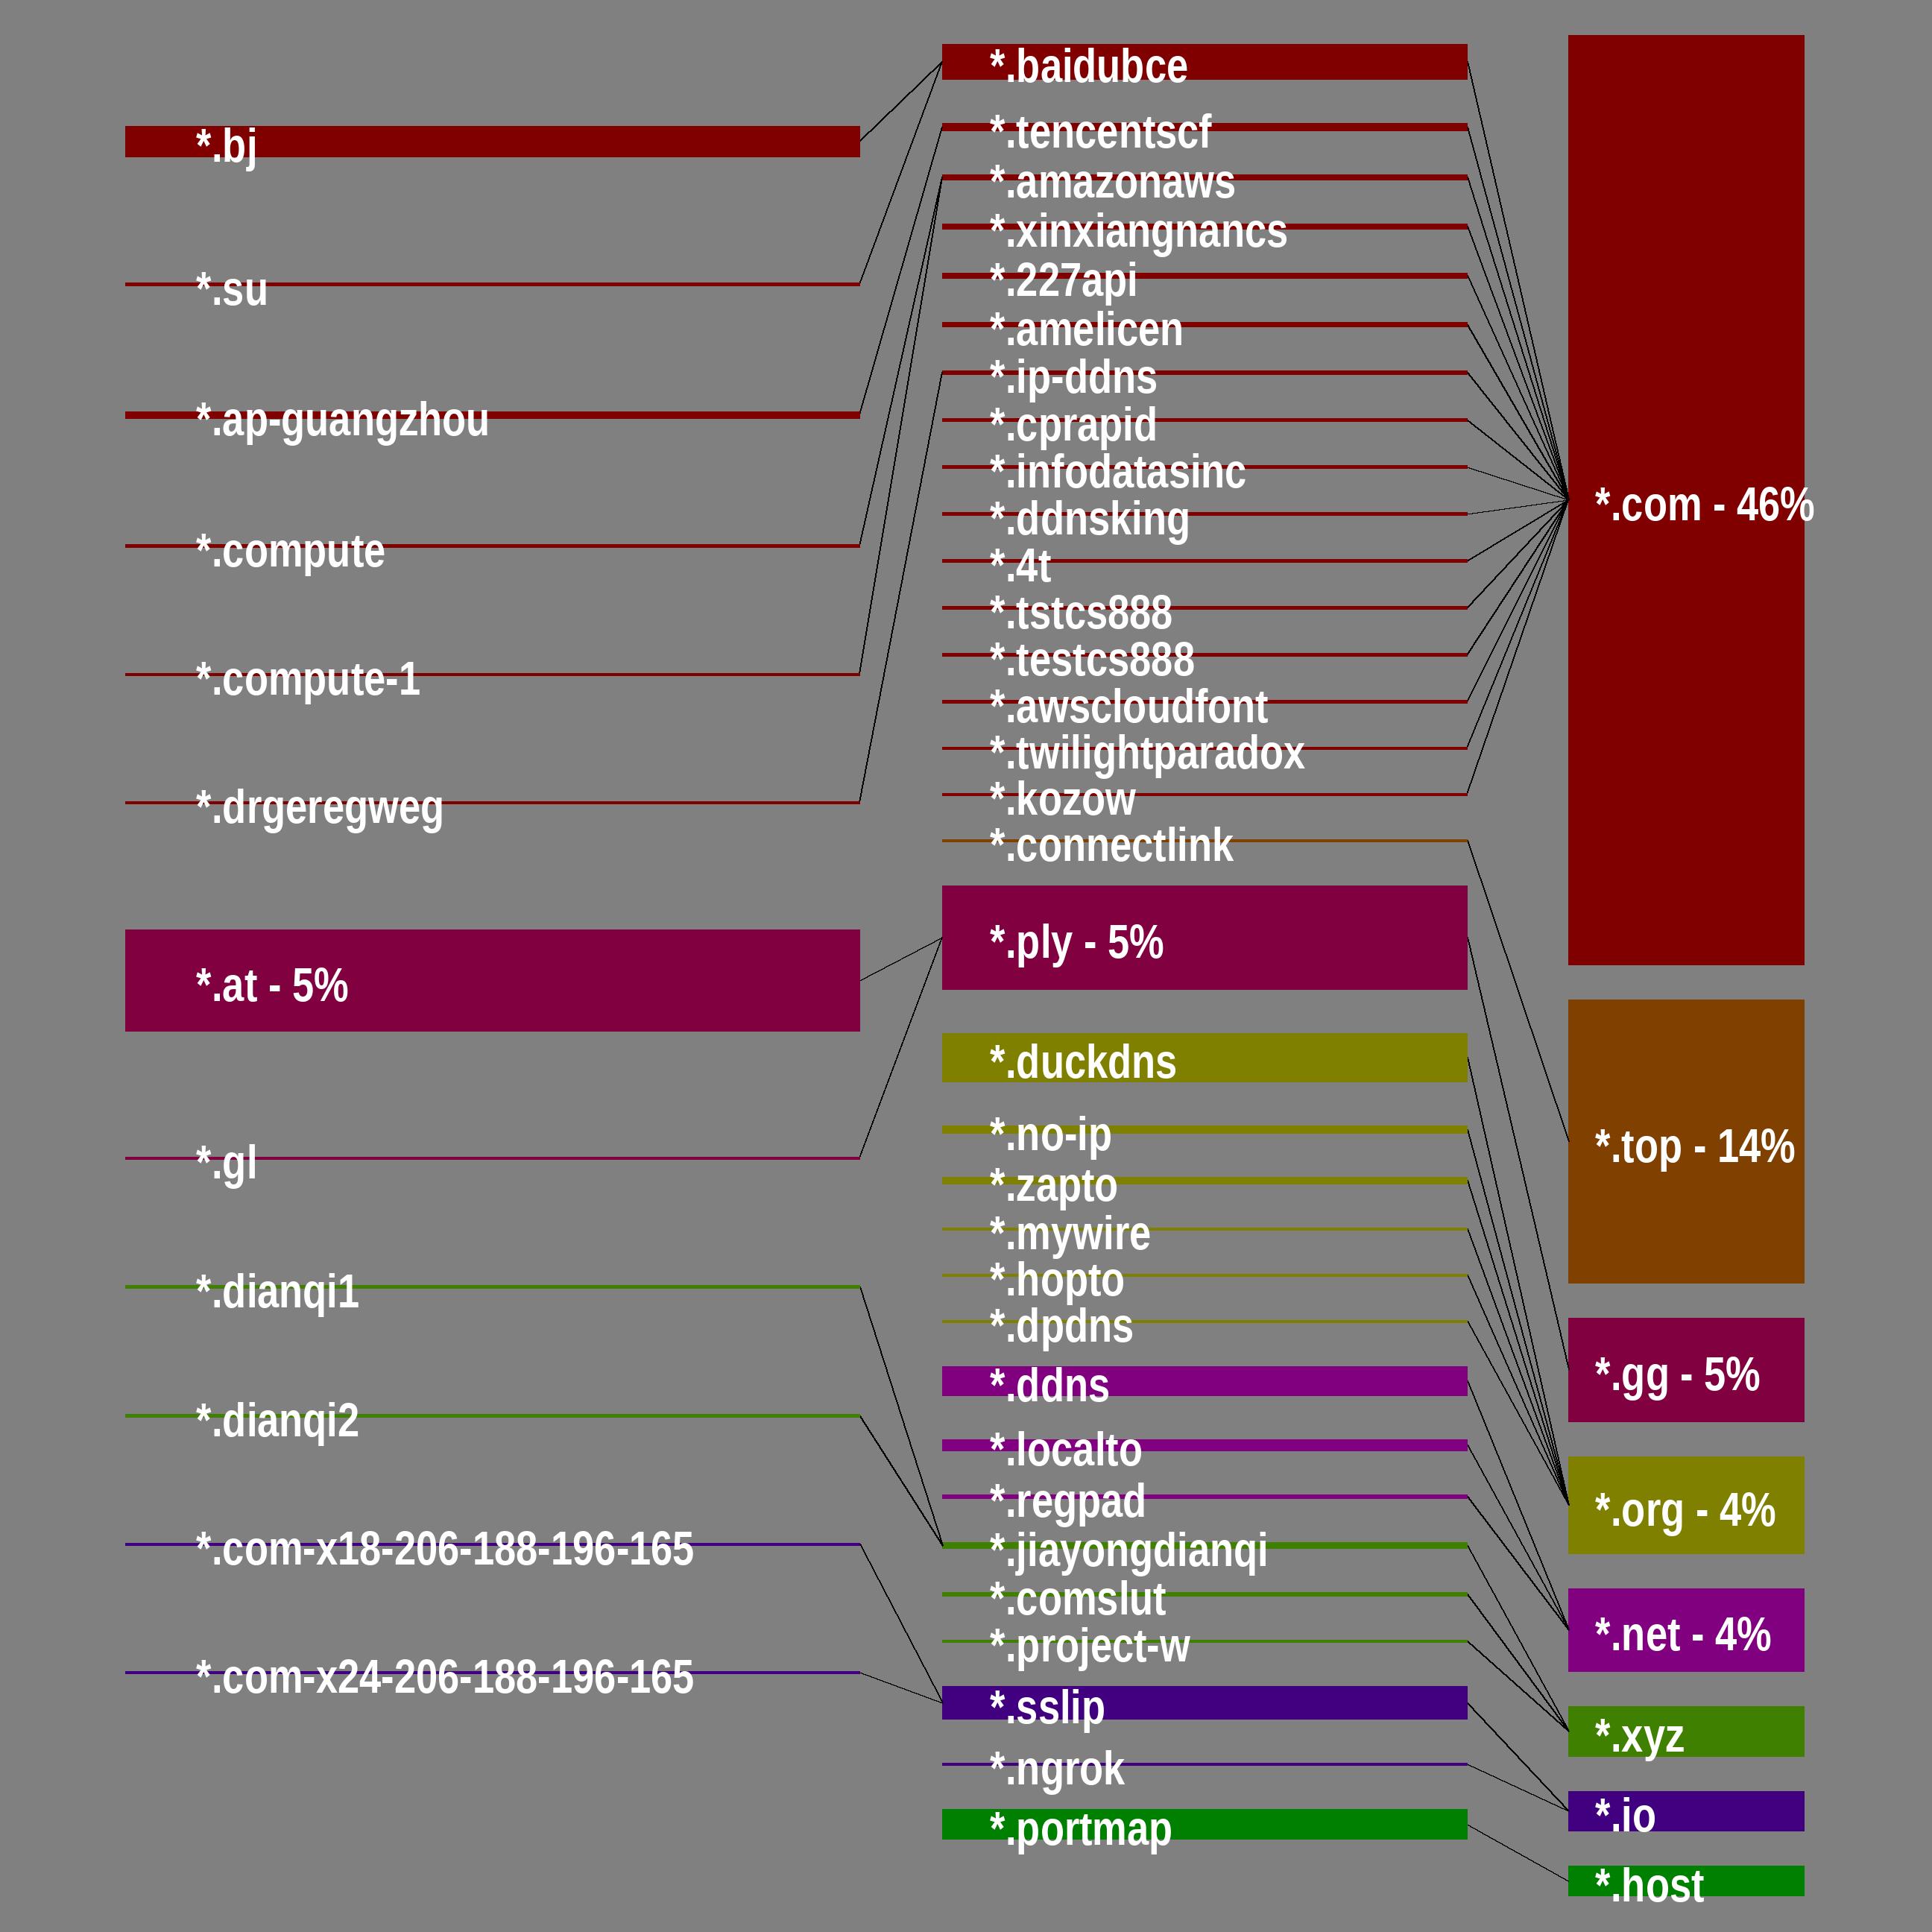 *.bj
*.su
*.ap-guangzhou
*.compute
*.compute-1
*.drgeregweg
*.at - 5%
*.gl
*.dianqi1
*.dianqi2
*.com-x18-206-188-196-165
*.com-x24-206-188-196-165
*.baidubce
*.tencentscf
*.amazonaws
*.xinxiangnancs
*.227api
*.amelicen
*.ip-ddns
*.cprapid
*.infodatasinc
*.ddnsking
*.4t
*.tstcs888
*.testcs888
*.awscloudfont
*.twilightparadox
*.kozow
*.connectlink
*.ply - 5%
*.duckdns
*.no-ip
*.zapto
*.mywire
*.hopto
*.dpdns
*.ddns
*.localto
*.regpad
*.jiayongdianqi
*.comslut
*.project-w
*.sslip
*.ngrok
*.portmap
*.com - 46%
*.top - 14%
*.gg - 5%
*.org - 4%
*.net - 4%
*.xyz
*.io
*.host